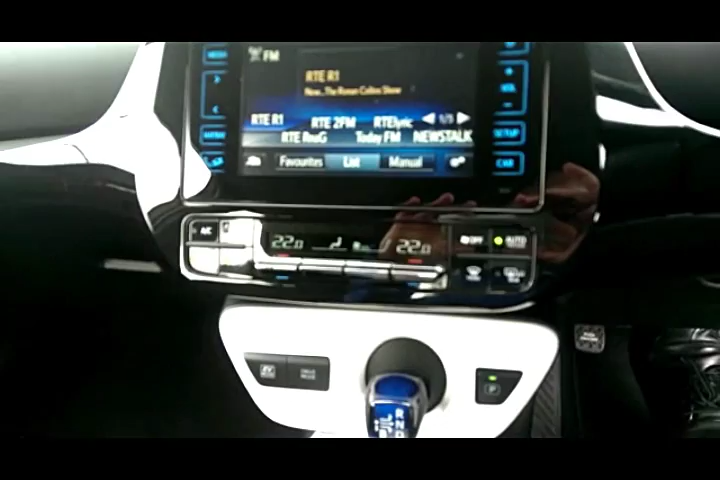 FM
RTE R1
Now...The Ronan Collins Show
RTE R1 RTE 2FM RTElyric 1/3
RTE RnaG Today FM NEWSTALK
Favourites List Manual
VOL
SETUP
CAR
A/C
22.0 22.0
OFF AUTO
EV
P